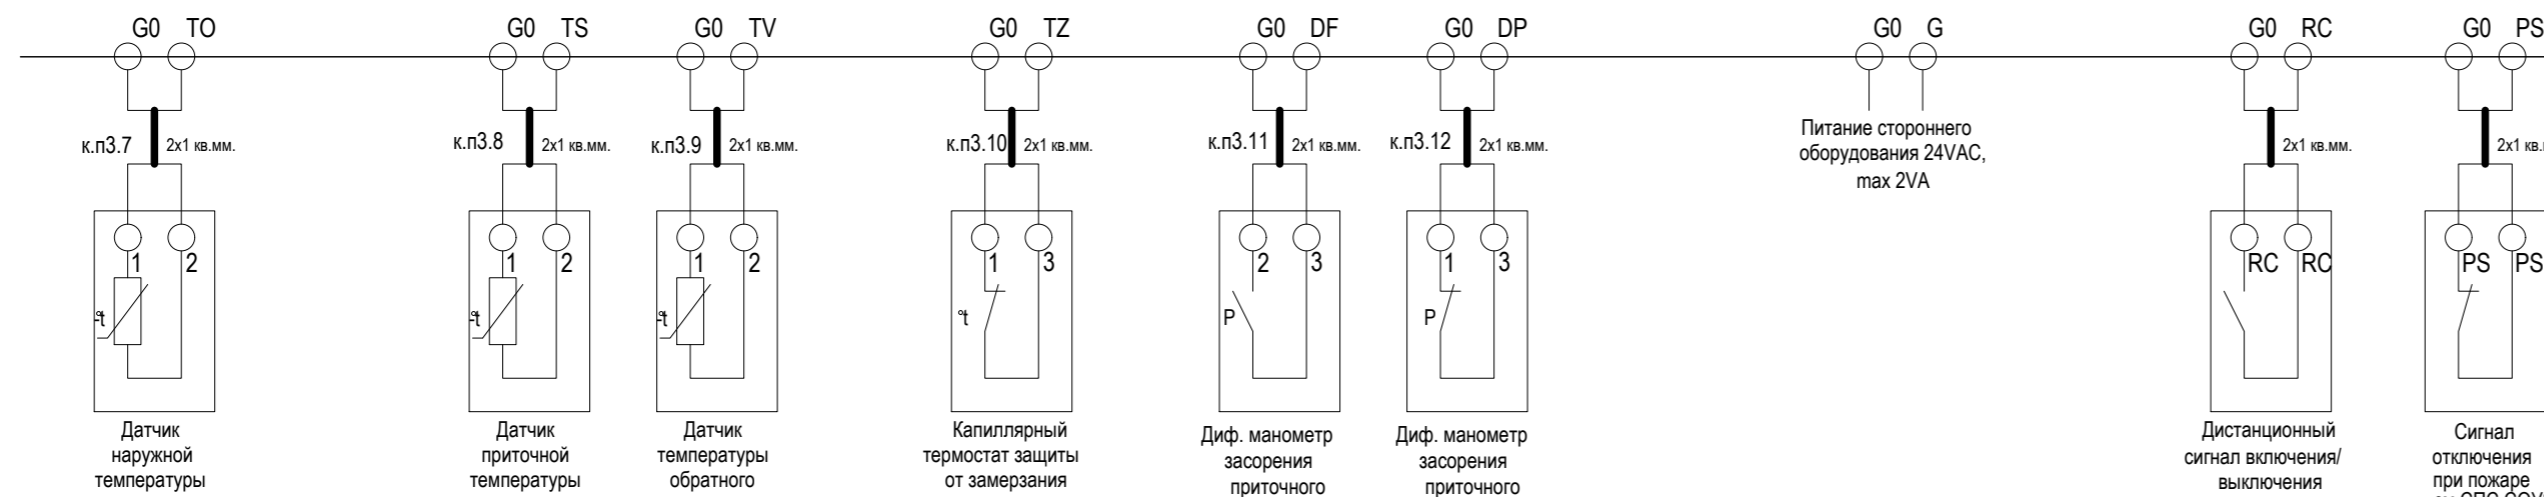 G0 TO G0 TS G0 TV G0 TZ G0 DF G0 DP G0 G G0 RC G0 PS
к.п3.7 2x1 кв.мм. к.п3.8 2x1 кв.мм. к.п3.9 2x1 кв.мм. к.п3.10 2x1 кв.мм. к.п3.11 2x1 кв.мм. к.п3.12 2x1 кв.мм. 2x1 кв.мм. 2x1
Питание стороннего
оборудования 24VAC,
max 2VA
1 2 1 2 1 2 1 3 2 3 1 3 RC RC PS PS
-t° -t° -t° t° P P
Датчик
наружной
температуры
Датчик
приточной
температуры
Датчик
температуры
обратного
Капиллярный
термостат защиты
от замерзания
Диф. манометр
засорения
приточного
Диф. манометр
засорения
приточного
Дистанционный
сигнал включения/
выключения
Сигнал
отключения
при пожаре